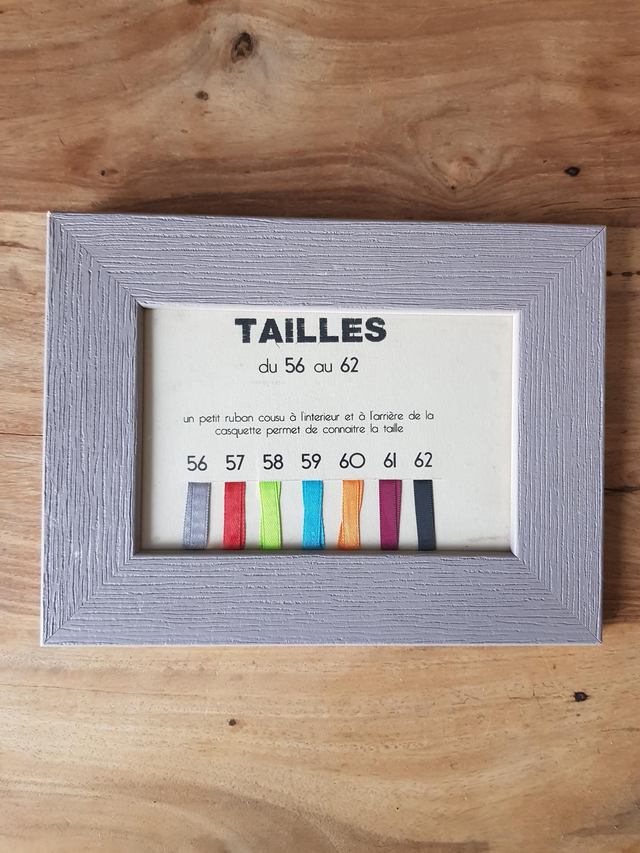 TAILLES
du 56 au 62
un petit ruban cousu à l'interieur et à l'arrière de la
casquette permet de connaitre la taille
56 57 58 59 60 61 62